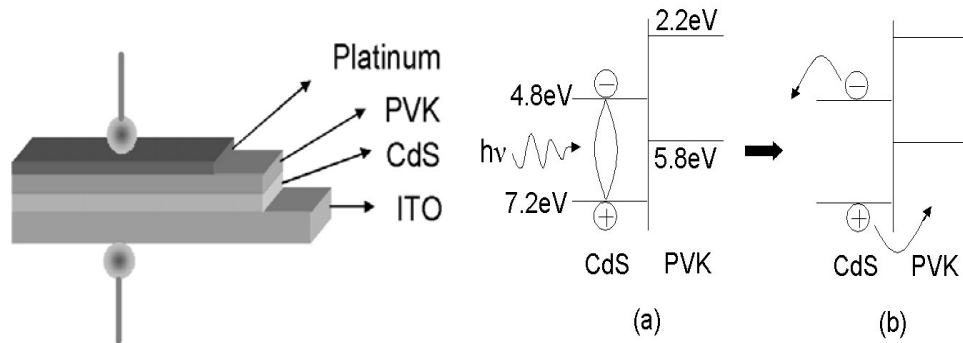 Platinum
PVK
CdS
ITO
2.2eV
4.8eV
hν
5.8eV
7.2eV
CdS PVK
(a)
CdS PVK
(b)